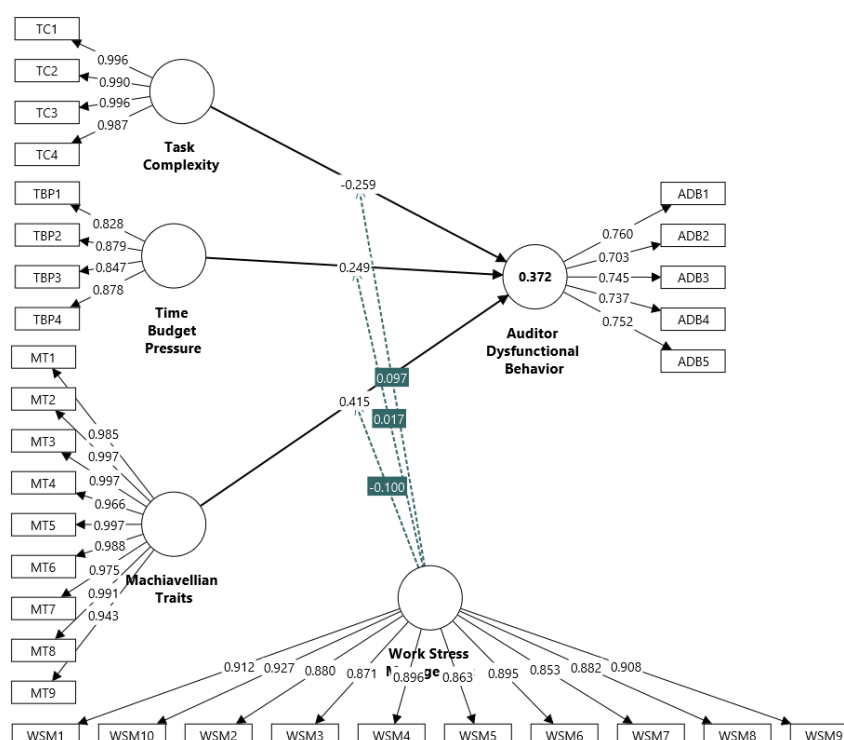 TC1
0.996
TC2
0.990
TC3
0.996
TC4
0.987
Task
Complexity
-0.259
TBP1
0.828
TBP2
0.879
TBP3
0.847
TBP4
0.878
Time
Budget
Pressure
0.249
ADB1
0.760
ADB2
0.703
ADB3
0.745
ADB4
0.737
ADB5
0.752
0.372
Auditor
Dysfunctional
Behavior
MT1
0.985
MT2
0.997
MT3
0.997
MT4
0.966
MT5
0.997
MT6
0.988
MT7
0.975
MT8
0.991
MT9
0.943
Machiavellian
Traits
0.415
0.097
0.017
-0.100
Work Stress
0.912 0.927 0.880 0.871 0.896 0.863 0.895 0.853 0.882 0.908
WSM1 WSM10 WSM2 WSM3 WSM4 WSM5 WSM6 WSM7 WSM8 WSM9